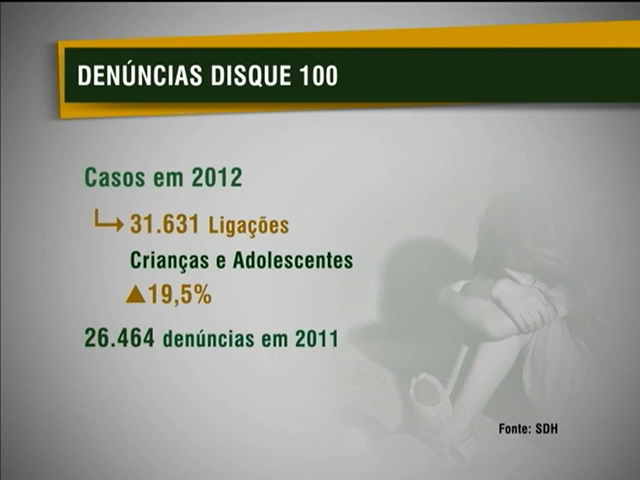 DENÚNCIAS DISQUE 100
Casos em 2012
31.631 Ligações
Crianças e Adolescentes
19,5%
26.464 denúncias em 2011
Fonte: SDH